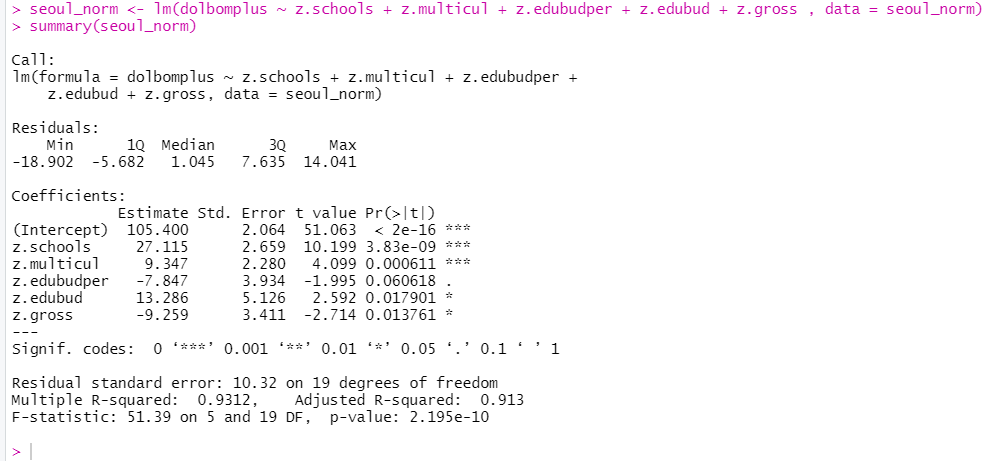 > seoul_norm <- lm(dolbomplus ~ z.schools + z.multicul + z.edubudper + z.edubud + z.gross , data = seoul_norm)
> summary(seoul_norm)
Call:
lm(formula = dolbomplus ~ z.schools + z.multicul + z.edubudper +
    z.edubud + z.gross, data = seoul_norm)
Residuals:
    Min      1Q  Median      3Q     Max
-18.902  -5.682   1.045   7.635  14.041
Coefficients:
            Estimate Std. Error t value Pr(>|t|)
(Intercept)  105.400      2.064  51.063  < 2e-16 ***
z.schools     27.115      2.659  10.199 3.83e-09 ***
z.multicul     9.347      2.280   4.099 0.000611 ***
z.edubudper   -7.847      3.934  -1.995 0.060618 .
z.edubud      13.286      5.126   2.592 0.017901 *
z.gross       -9.259      3.411  -2.714 0.013761 *
---
Signif. codes:  0 ‘***’ 0.001 ‘**’ 0.01 ‘*’ 0.05 ‘.’ 0.1 ‘ ’ 1
Residual standard error: 10.32 on 19 degrees of freedom
Multiple R-squared:  0.9312,    Adjusted R-squared:  0.913
F-statistic: 51.39 on 5 and 19 DF,  p-value: 2.195e-10
>